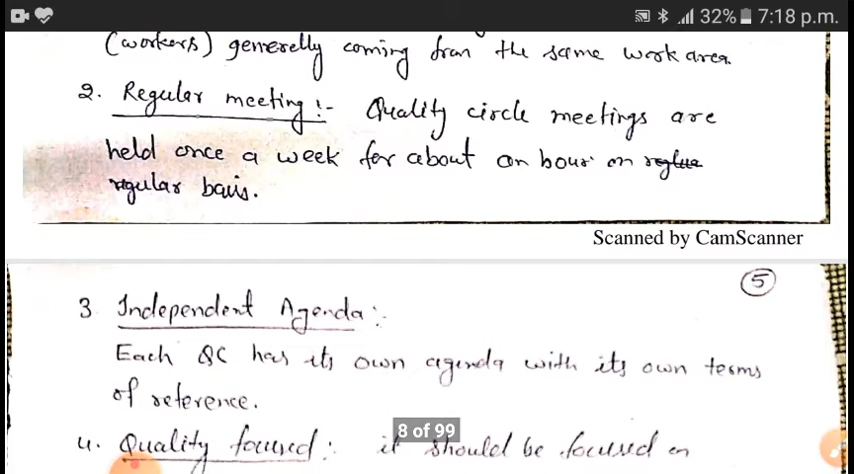 32% 7:18 p.m.
(workers) generelly coming from the same work area
2. Regular meeting :- Quality circle meetings are
held once a week for about an hour on
regular basis.
Scanned by CamScanner
5
3 Independent Agenda :-
Each QC has its own agenda with its own terms
of reference.
8 of 99
4. Quality focused : it should be focused on